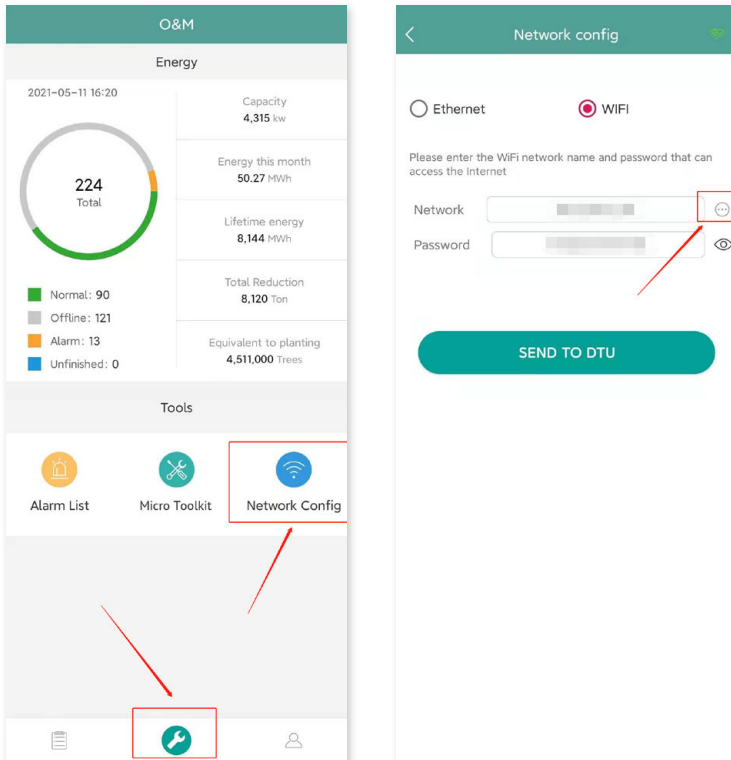 O&M
Energy
2021-05-11 16:20
224
Total
Normal: 90
Offline: 121
Alarm: 13
Unfinished: 0
Capacity
4,315 kw
Energy this month
50.27 MWh
Lifetime energy
8,144 MWh
Total Reduction
8,120 Ton
Equivalent to planting
4,511,000 Trees
Tools
Alarm List
Micro Toolkit
Network Config
Network config
Ethernet
WIFI
Please enter the WiFi network name and password that can
access the Internet
Network
Password
SEND TO DTU